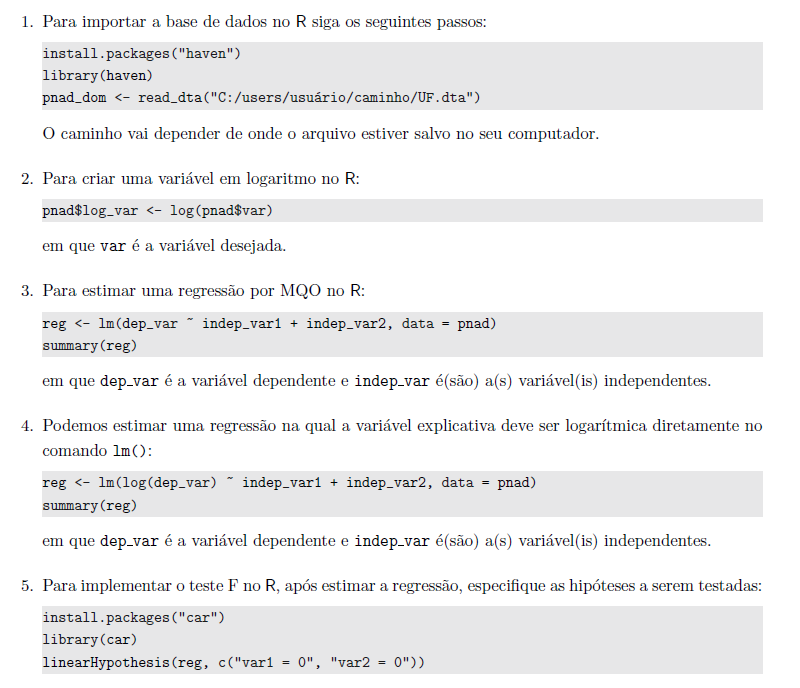 1. Para importar a base de dados no R siga os seguintes passos:
install.packages("haven")
library(haven)
pnad_dom <- read_dta("C:/users/usuário/caminho/UF.dta")
O caminho vai depender de onde o arquivo estiver salvo no seu computador.
2. Para criar uma variável em logaritmo no R:
pnad$log_var <- log(pnad$var)
em que var é a variável desejada.
3. Para estimar uma regressão por MQO no R:
reg <- lm(dep_var ~ indep_var1 + indep_var2, data = pnad)
summary(reg)
em que dep_var é a variável dependente e indep_var é(são) a(s) variável(is) independentes.
4. Podemos estimar uma regressão na qual a variável explicativa deve ser logarítmica diretamente no
comando lm():
reg <- lm(log(dep_var) ~ indep_var1 + indep_var2, data = pnad)
summary(reg)
em que dep_var é a variável dependente e indep_var é(são) a(s) variável(is) independentes.
5. Para implementar o teste F no R, após estimar a regressão, especifique as hipóteses a serem testadas:
install.packages("car")
library(car)
linearHypothesis(reg, c("var1 = 0", "var2 = 0"))